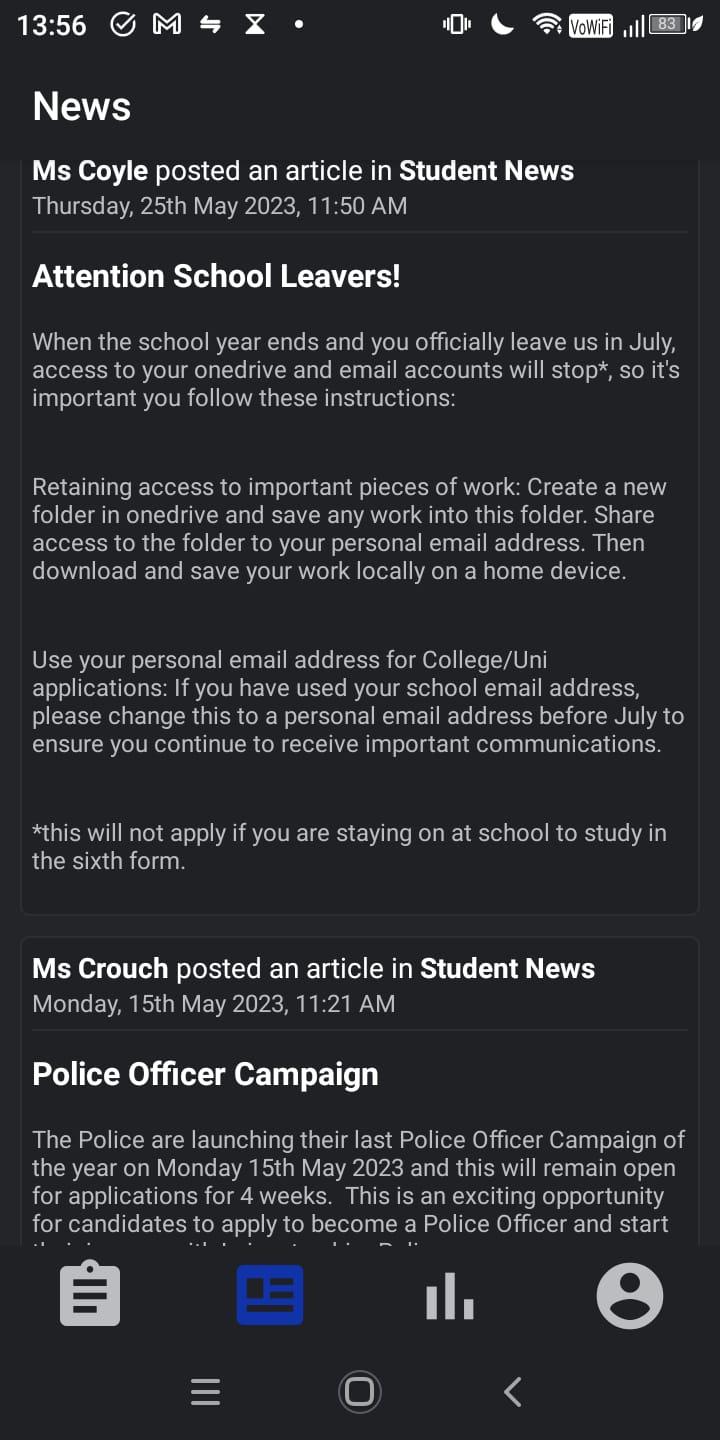 13:56
VoWiFi
83
News
Ms Coyle posted an article in Student News
Thursday, 25th May 2023, 11:50 AM
Attention School Leavers!
When the school year ends and you officially leave us in July,
access to your onedrive and email accounts will stop*, so it's
important you follow these instructions:
Retaining access to important pieces of work: Create a new
folder in onedrive and save any work into this folder. Share
access to the folder to your personal email address. Then
download and save your work locally on a home device.
Use your personal email address for College/Uni
applications: If you have used your school email address,
please change this to a personal email address before July to
ensure you continue to receive important communications.
*this will not apply if you are staying on at school to study in
the sixth form.
Ms Crouch posted an article in Student News
Monday, 15th May 2023, 11:21 AM
Police Officer Campaign
The Police are launching their last Police Officer Campaign of
the year on Monday 15th May 2023 and this will remain open
for applications for 4 weeks.  This is an exciting opportunity
for candidates to apply to become a Police Officer and start